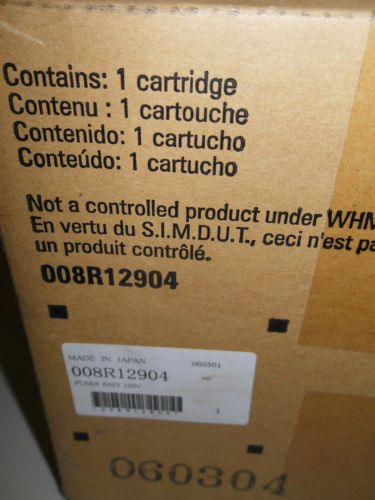 Contains: 1 cartridge
Contenu : 1 cartouche
Contenido: 1 cartucho
Conteúdo: 1 cartucho
Not a controlled product under WHM
En vertu du S.I.M.D.U.T., ceci n'est pa
un produit contrôlé.
008R12904
MADE IN JAPAN 060301
008R12904
FUSER ASSY 120V
008R12904 1
060304